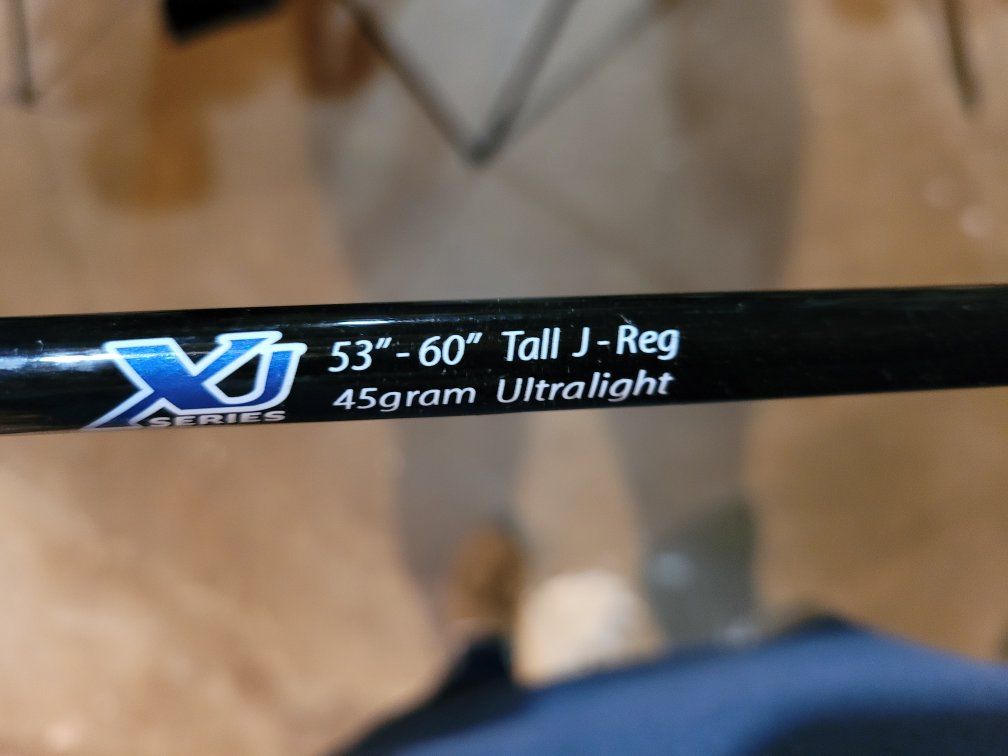 XJ
SERIES
53"-60" Tall J-Reg
45gram Ultralight